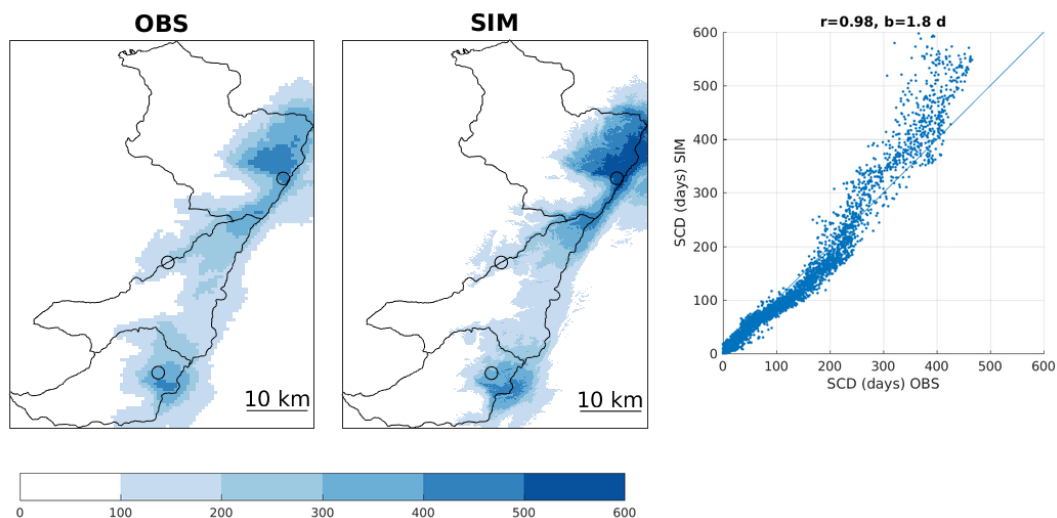 OBS
SIM
10 km
10 km
0 100 200 300 400 500 600
r=0.98, b=1.8 d
600
500
400
300
200
100
0
SCD (days) SIM
0 100 200 300 400 500 600
SCD (days) OBS